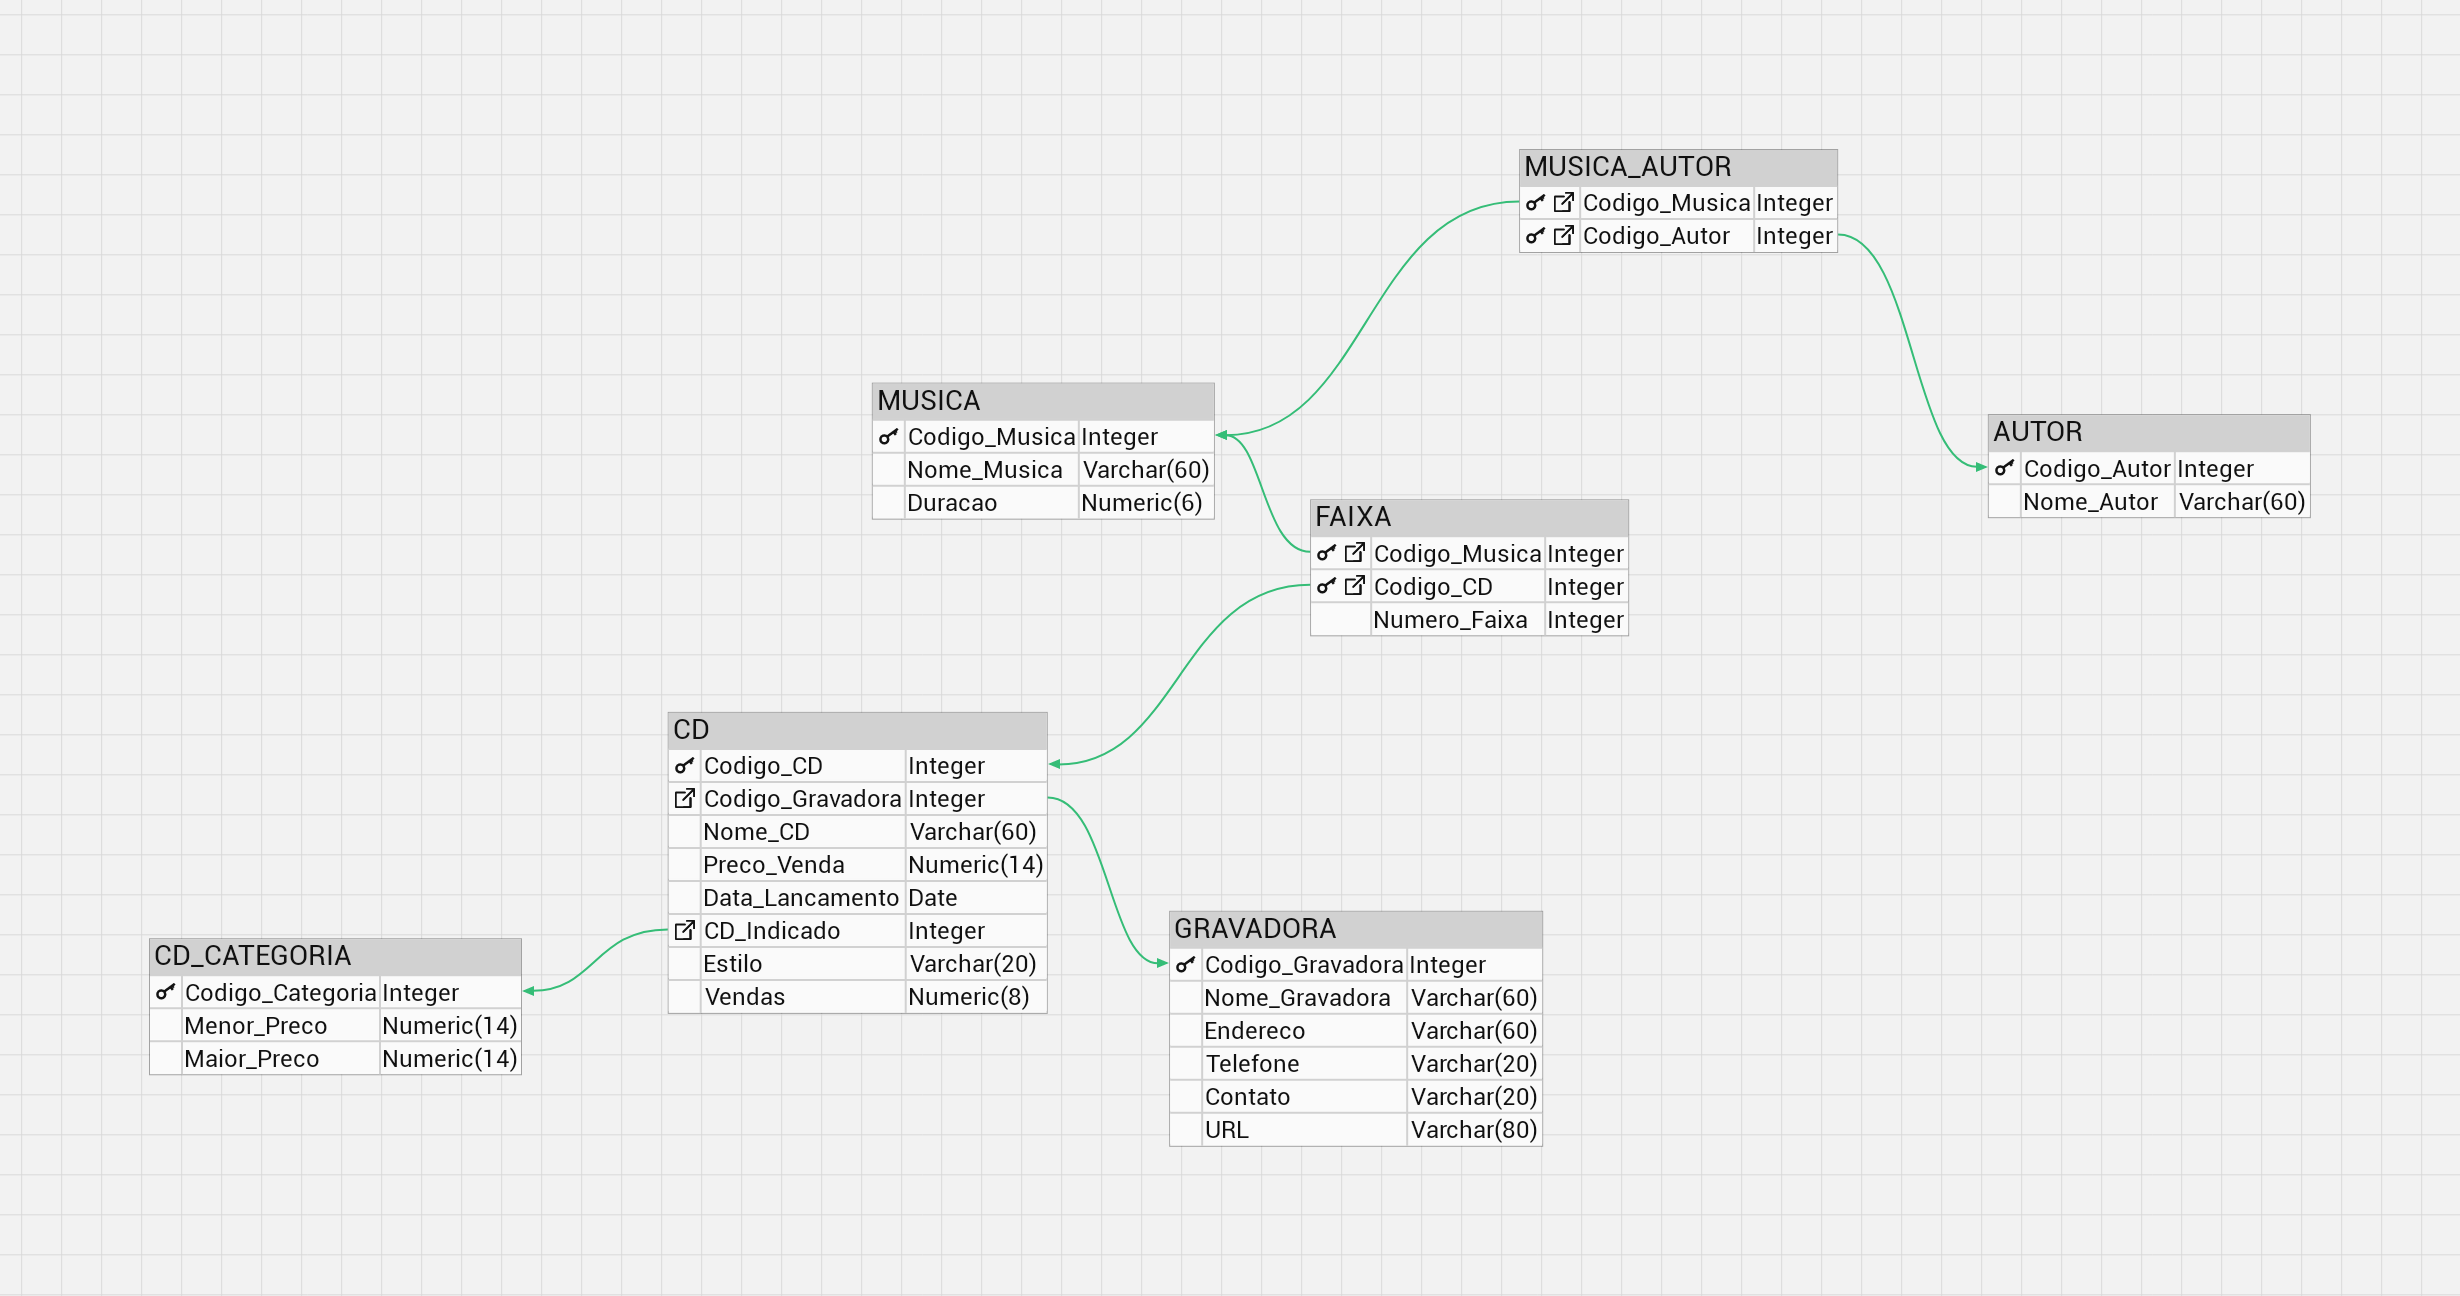 MUSICA_AUTOR
Codigo_Musica Integer
Codigo_Autor Integer
MUSICA
Codigo_Musica Integer
Nome_Musica Varchar(60)
Duracao Numeric(6)
AUTOR
Codigo_Autor Integer
Nome_Autor Varchar(60)
FAIXA
Codigo_Musica Integer
Codigo_CD Integer
Numero_Faixa Integer
CD
Codigo_CD Integer
Codigo_Gravadora Integer
Nome_CD Varchar(60)
Preco_Venda Numeric(14)
Data_Lancamento Date
CD_Indicado Integer
Estilo Varchar(20)
Vendas Numeric(8)
GRAVADORA
Codigo_Gravadora Integer
Nome_Gravadora Varchar(60)
Endereco Varchar(60)
Telefone Varchar(20)
Contato Varchar(20)
URL Varchar(80)
CD_CATEGORIA
Codigo_Categoria Integer
Menor_Preco Numeric(14)
Maior_Preco Numeric(14)